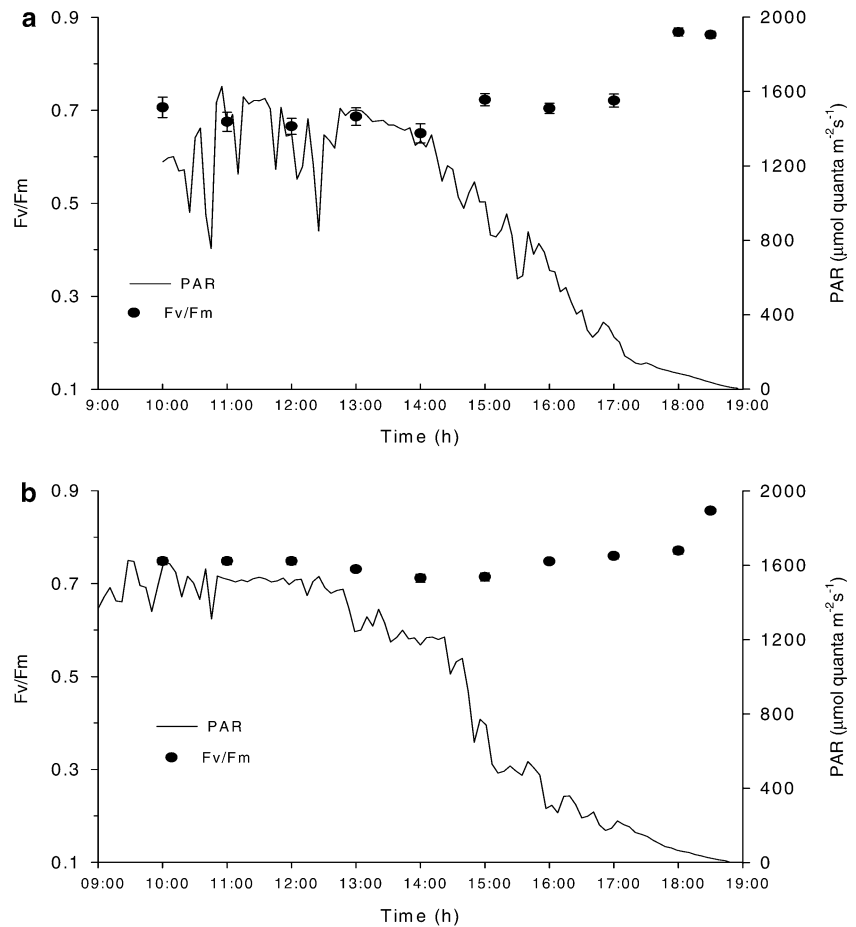 a
0.9
0.7
0.5
0.3
0.1
Fv/Fm
PAR
Fv/Fm
2000
1600
1200
800
400
0
PAR (μmol quanta m⁻²s⁻¹)
9:00 10:00 11:00 12:00 13:00 14:00 15:00 16:00 17:00 18:00 19:00
Time (h)
b
0.9
0.7
0.5
0.3
0.1
Fv/Fm
PAR
Fv/Fm
2000
1600
1200
800
400
0
PAR (μmol quanta m⁻²s⁻¹)
09:00 10:00 11:00 12:00 13:00 14:00 15:00 16:00 17:00 18:00 19:00
Time (h)